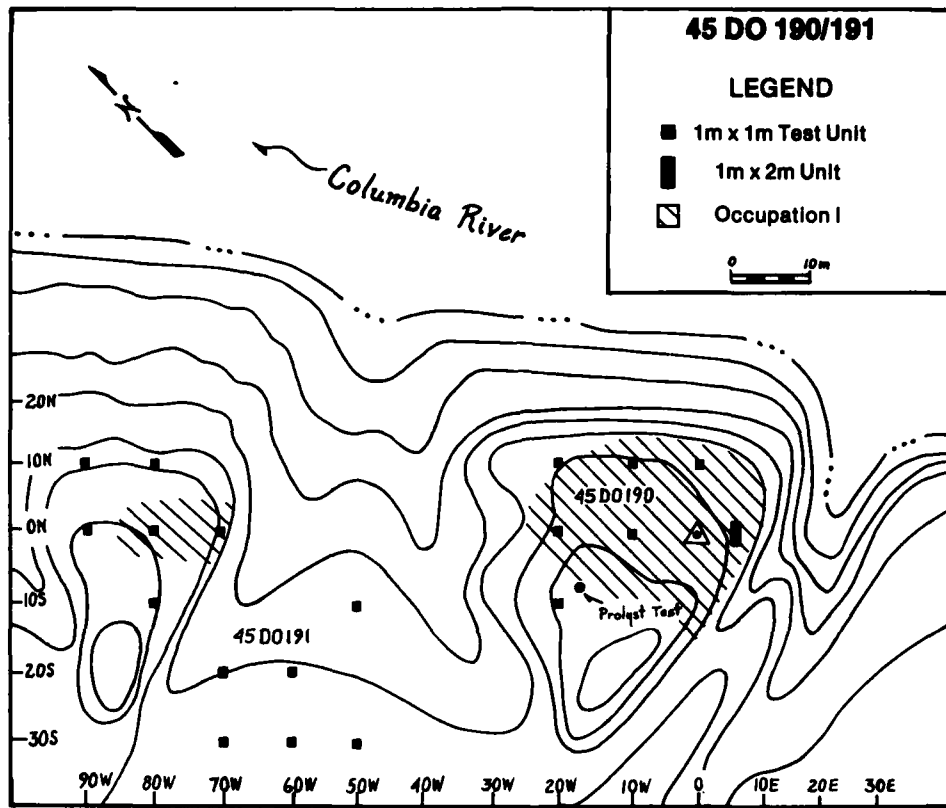 45 DO 190/191
LEGEND
1m x 1m Test Unit
1m x 2m Unit
Occupation I
0 10m
Columbia River
20N
10N
0N
10S
20S
30S
45DO190
Prolyst Test
45DO191
90W 80W 70W 60W 50W 40W 30W 20W 10W 0 10E 20E 30E